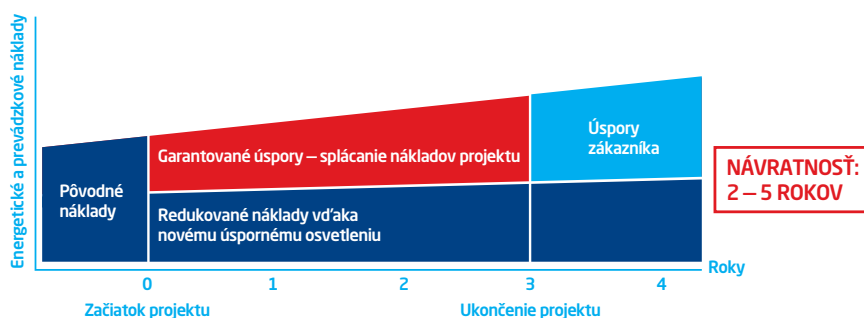 Energetické a prevádzkové náklady
Pôvodné
náklady
Garantované úspory – splácanie nákladov projektu
Redukované náklady vďaka
novému úspornému osvetleniu
Úspory
zákazníka
NÁVRATNOSŤ:
2 – 5 ROKOV
0 1 2 3 4 Roky
Začiatok projektu Ukončenie projektu